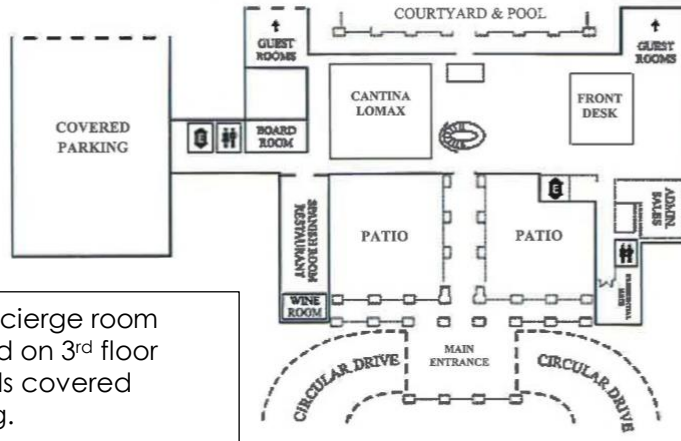 COURTYARD & POOL
GUEST
ROOMS
GUEST
ROOMS
CANTINA
LOMAX
FRONT
DESK
COVERED
PARKING
E
BOARD
ROOM
E
SPANISH ROOM
RESTAURANT
PATIO
PATIO
ADMIN.
SALES
WINE
ROOM
MAIN
ENTRANCE
CIRCULAR DRIVE
CIRCULAR DRIVE
cierge room
d on 3rd floor
ds covered
g.